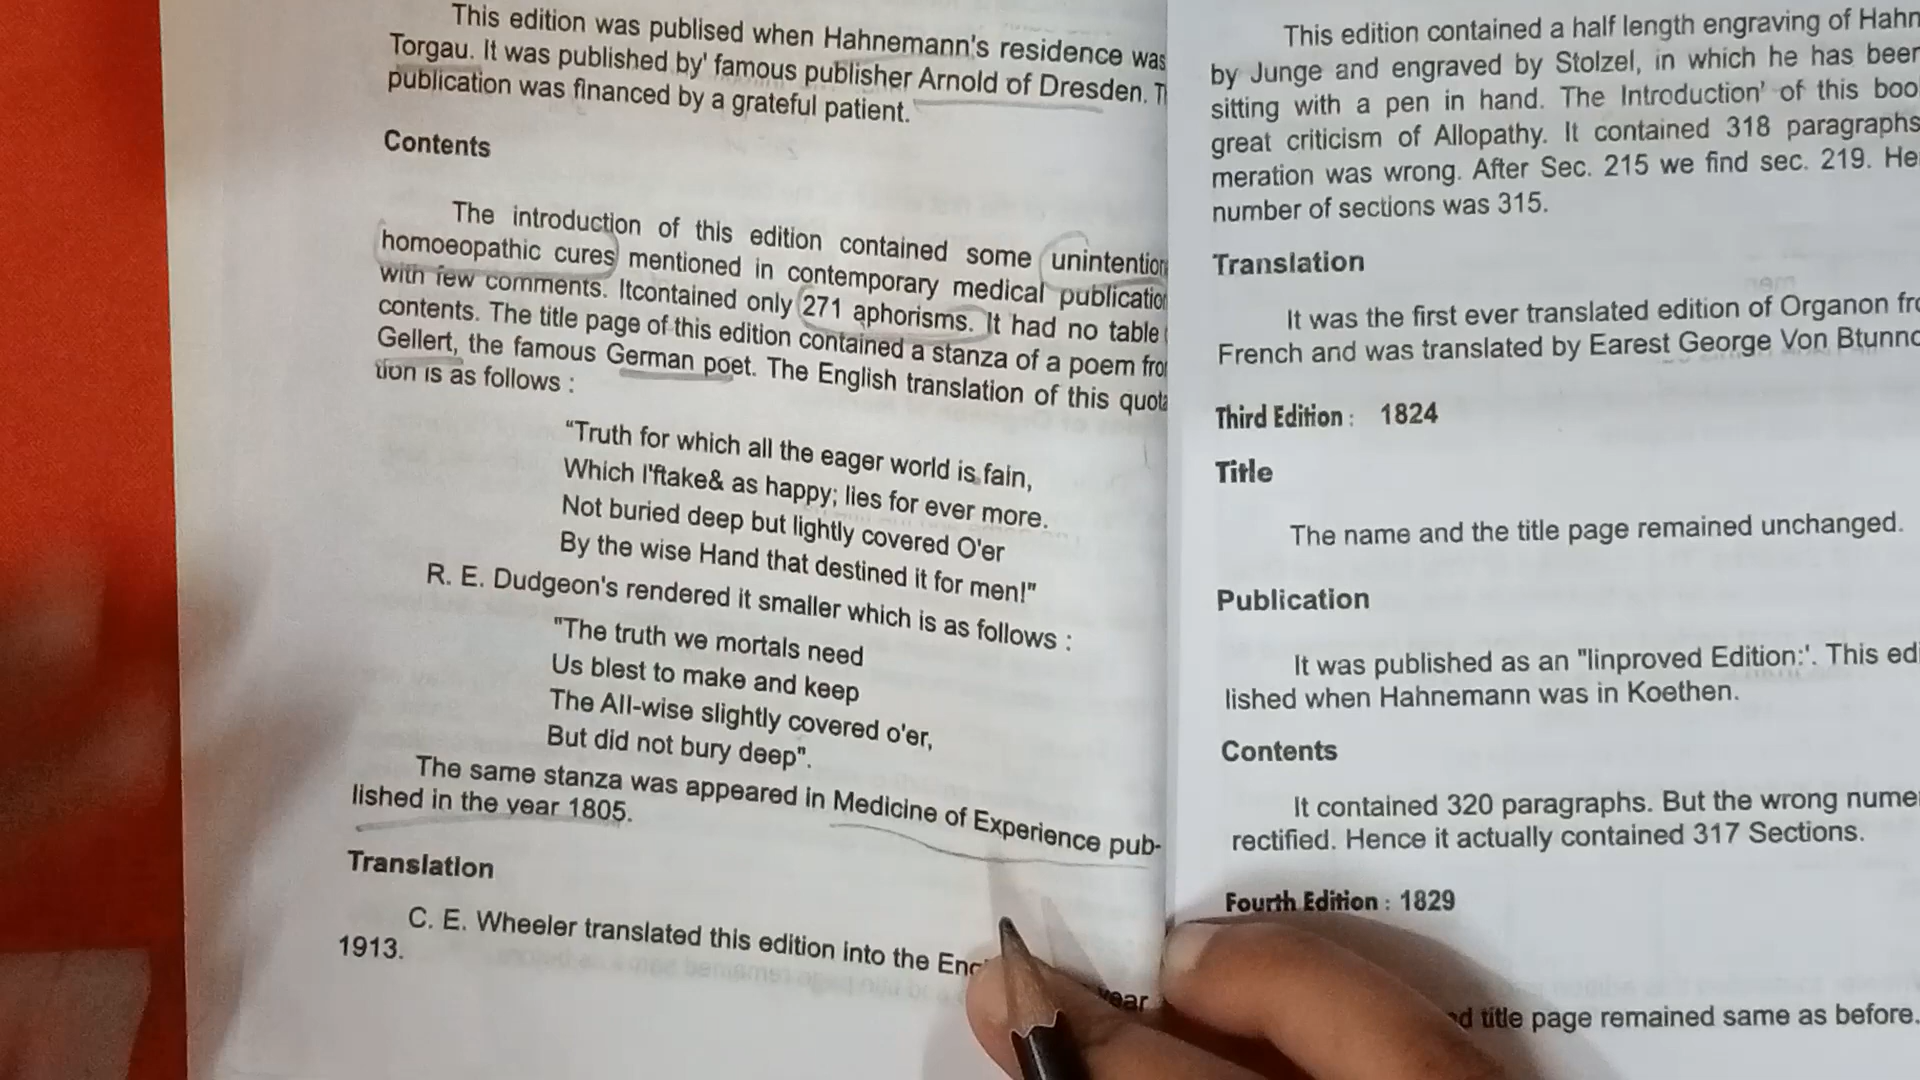 This edition was publised when Hahnemann's residence was
Torgau. It was published by' famous publisher Arnold of Dresden.
publication was financed by a grateful patient.
Contents
The introduction of this edition contained some
homoeopathic cures mentioned in contemporary medical
with few comments. Itcontained only 271 aphorisms. It had no table
contents. The title page of this edition contained a stanza of a poem
Gellert, the famous German poet. The English translation of this
tion is as follows :
“Truth for which all the eager world is fain,
Which I'ftake& as happy; lies for ever more.
Not buried deep but lightly covered O'er
By the wise Hand that destined it for men!"
R. E. Dudgeon's rendered it smaller which is as follows :
"The truth we mortals need
Us blest to make and keep
The All-wise slightly covered o'er,
But did not bury deep".
The same stanza was appeared in Medicine of Experience pub-
lished in the year 1805.
Translation
C. E. Wheeler translated this edition into the
year
1913.
This edition contained a half length engraving of
by Junge and engraved by Stolzel, in which he has been
sitting with a pen in hand. The Introduction' of this
great criticism of Allopathy. It contained 318 paragraphs
meration was wrong. After Sec. 215 we find sec. 219.
number of sections was 315.
Translation
It was the first ever translated edition of Organon
French and was translated by Earest George Von
Third Edition : 1824
Title
The name and the title page remained unchanged.
Publication
It was published as an "linproved Edition:'. This
lished when Hahnemann was in Koethen.
Contents
It contained 320 paragraphs. But the wrong
rectified. Hence it actually contained 317 Sections.
Fourth Edition : 1829
title page remained same as before.